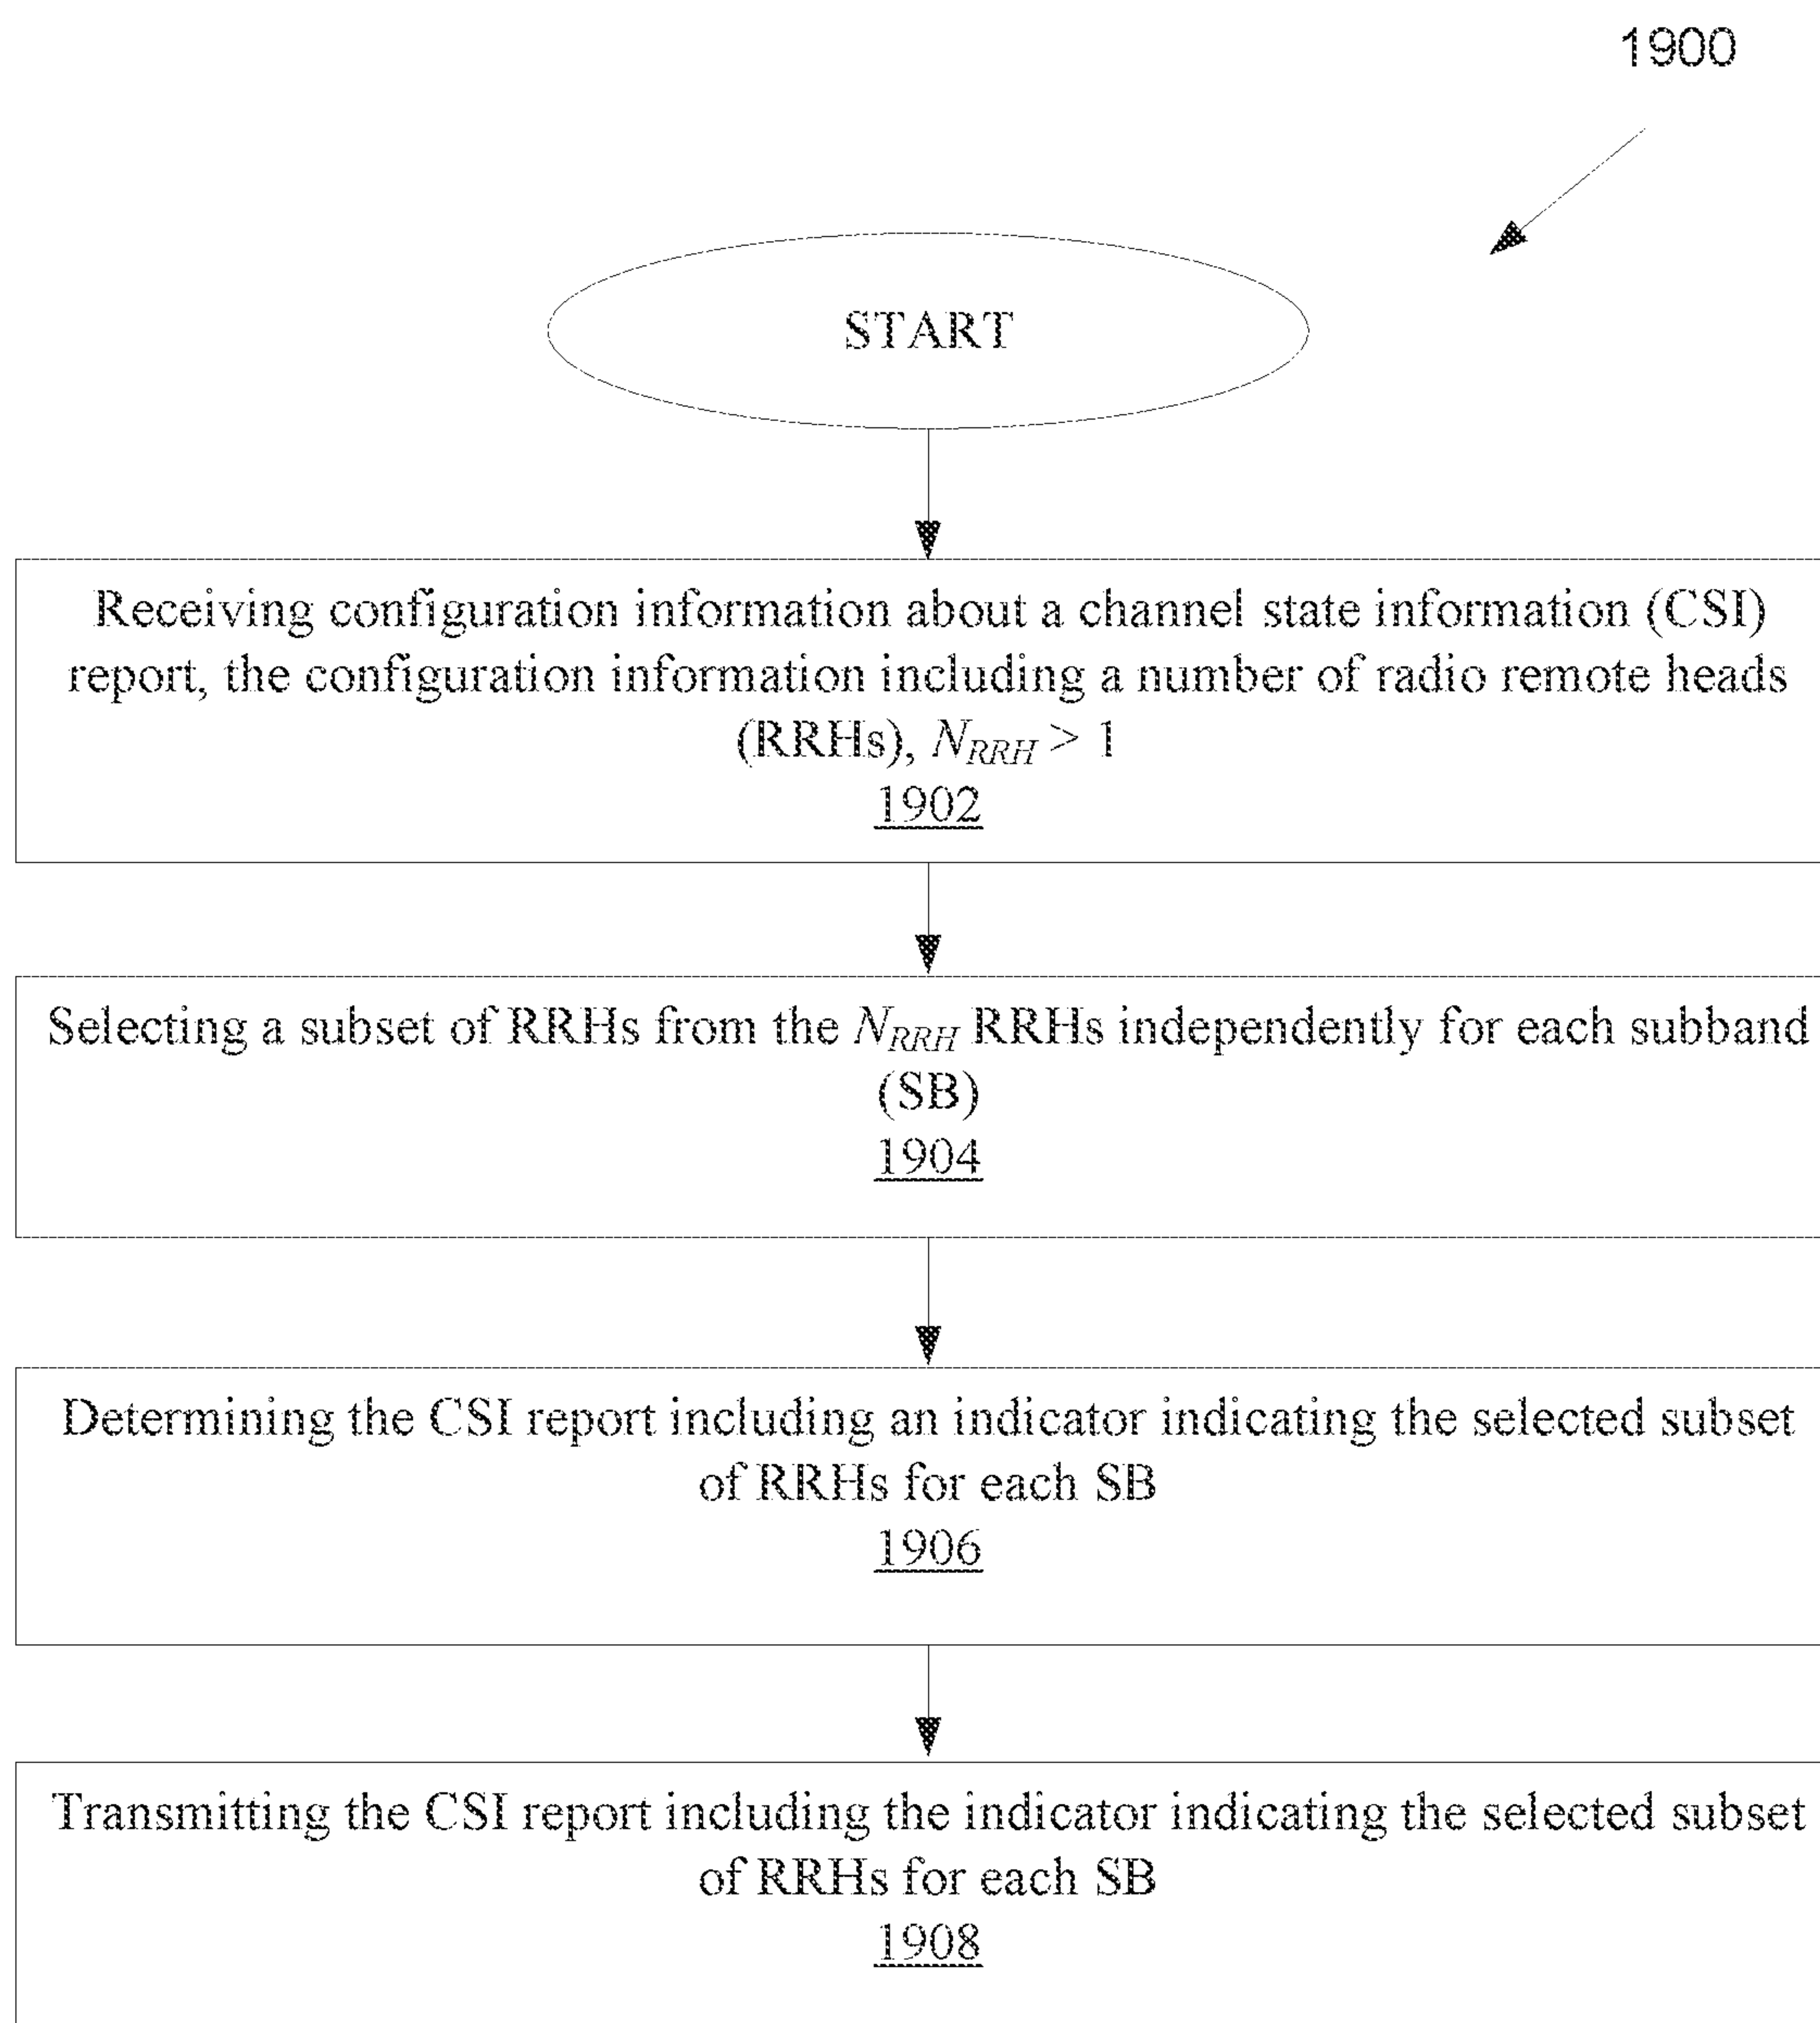 1900
START
Receiving configuration information about a channel state information (CSI)
report, the configuration information including a number of radio remote heads
(RRHs), N_RRH > 1
1902
Selecting a subset of RRHs from the N_RRH RRHs independently for each subband
(SB)
1904
Determining the CSI report including an indicator indicating the selected subset
of RRHs for each SB
1906
Transmitting the CSI report including the indicator indicating the selected subset
of RRHs for each SB
1908